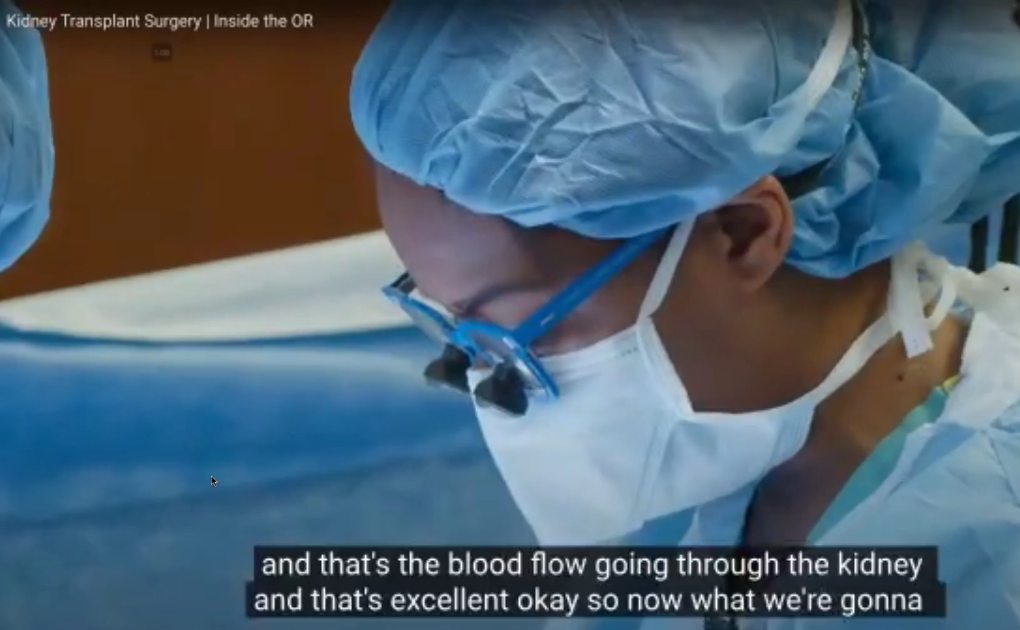 Kidney Transplant Surgery | Inside the OR
and that's the blood flow going through the kidney
and that's excellent okay so now what we're gonna